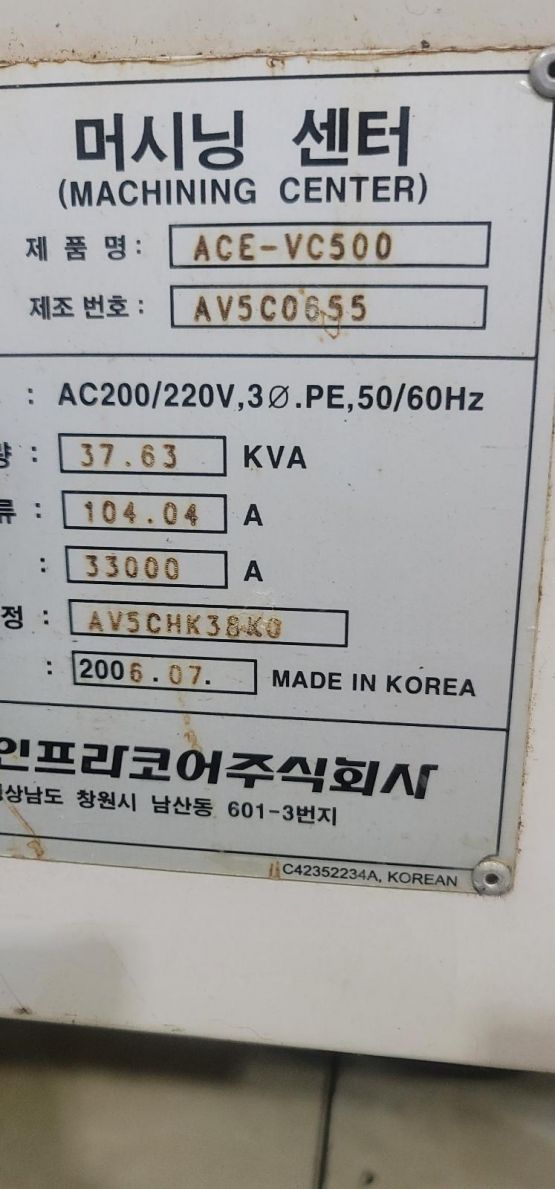 머시닝 센터
(MACHINING CENTER)
제 품 명 : ACE-VC500
제조 번호 : AV5C0655
: AC200/220V,3Ø.PE,50/60Hz
량 : 37.63 KVA
류 : 104.04 A
: 33000 A
정 : AV5CHK38K0
: 2006.07. MADE IN KOREA
인프라코어주식회사
상남도 창원시 남산동 601-3번지
C42352234A, KOREAN